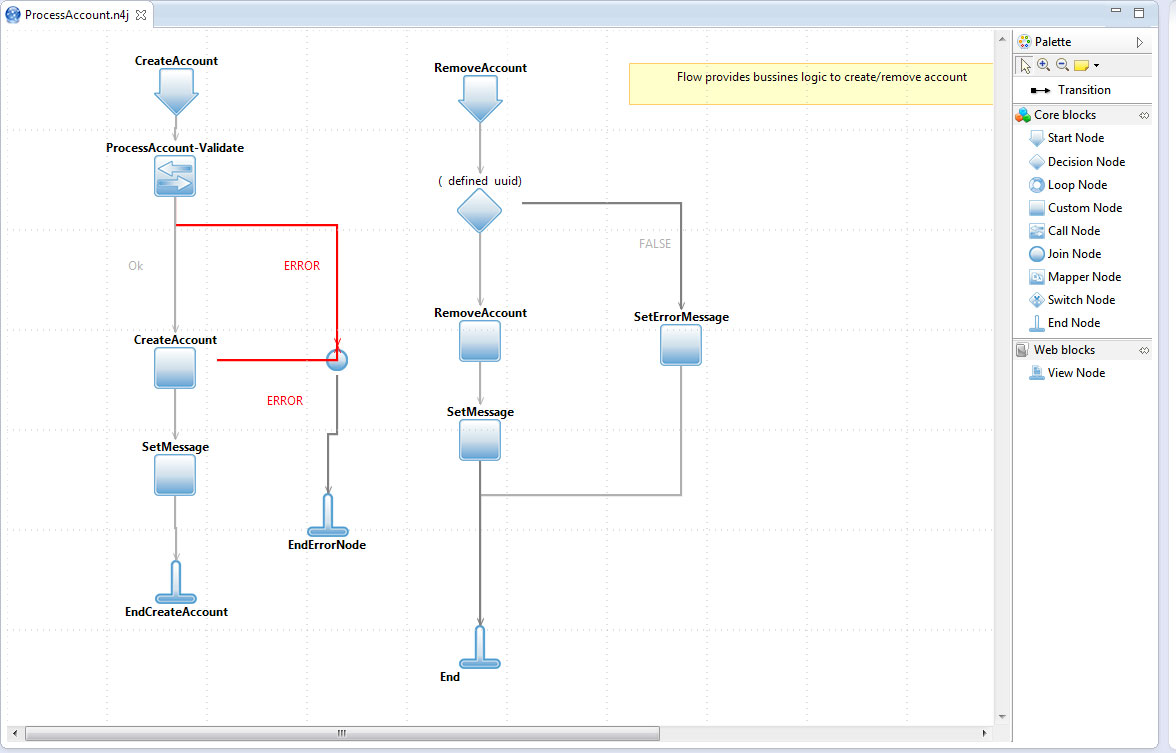 ProcessAccount.n4j
CreateAccount
ProcessAccount-Validate
Ok
ERROR
CreateAccount
ERROR
SetMessage
EndErrorNode
EndCreateAccount
RemoveAccount
( defined uuid)
FALSE
RemoveAccount
SetErrorMessage
SetMessage
End
Flow provides bussines logic to create/remove account
Palette
Transition
Core blocks
Start Node
Decision Node
Loop Node
Custom Node
Call Node
Join Node
Mapper Node
Switch Node
End Node
Web blocks
View Node